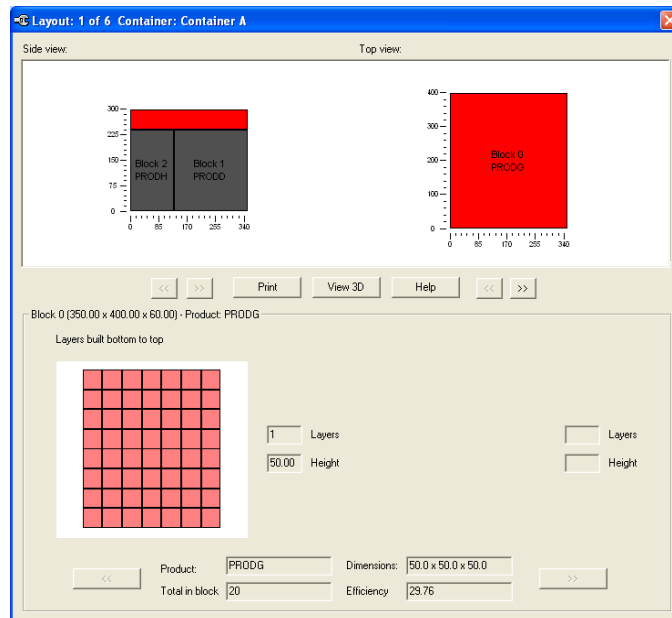 Layout: 1 of 6 Container: Container A
Side view:
Top view:
300
225
150
75
0
0 85 170 255 340
Block 2
PRODH
Block 1
PRODD
400
300
200
100
0
0 85 170 255 340
Block 0
PRODG
<< >> Print View 3D Help << >>
Block 0 (350.00 x 400.00 x 60.00) - Product: PRODG
Layers built bottom to top
1 Layers
Layers
50.00 Height
Height
<<
Product: PRODG Dimensions: 50.0 x 50.0 x 50.0
>>
Total in block 20 Efficiency 29.76